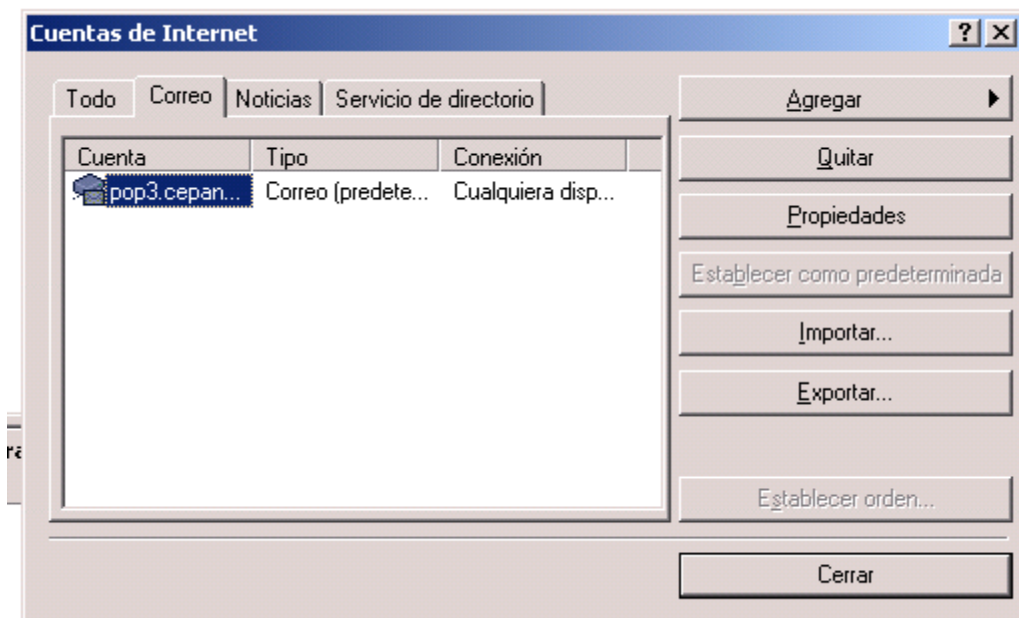 Cuentas de Internet
Todo Correo Noticias Servicio de directorio
Cuenta Tipo Conexión
pop3.cepan... Correo (predete... Cualquiera disp...
Agregar
Quitar
Propiedades
Establecer como predeterminada
Importar...
Exportar...
Establecer orden...
Cerrar